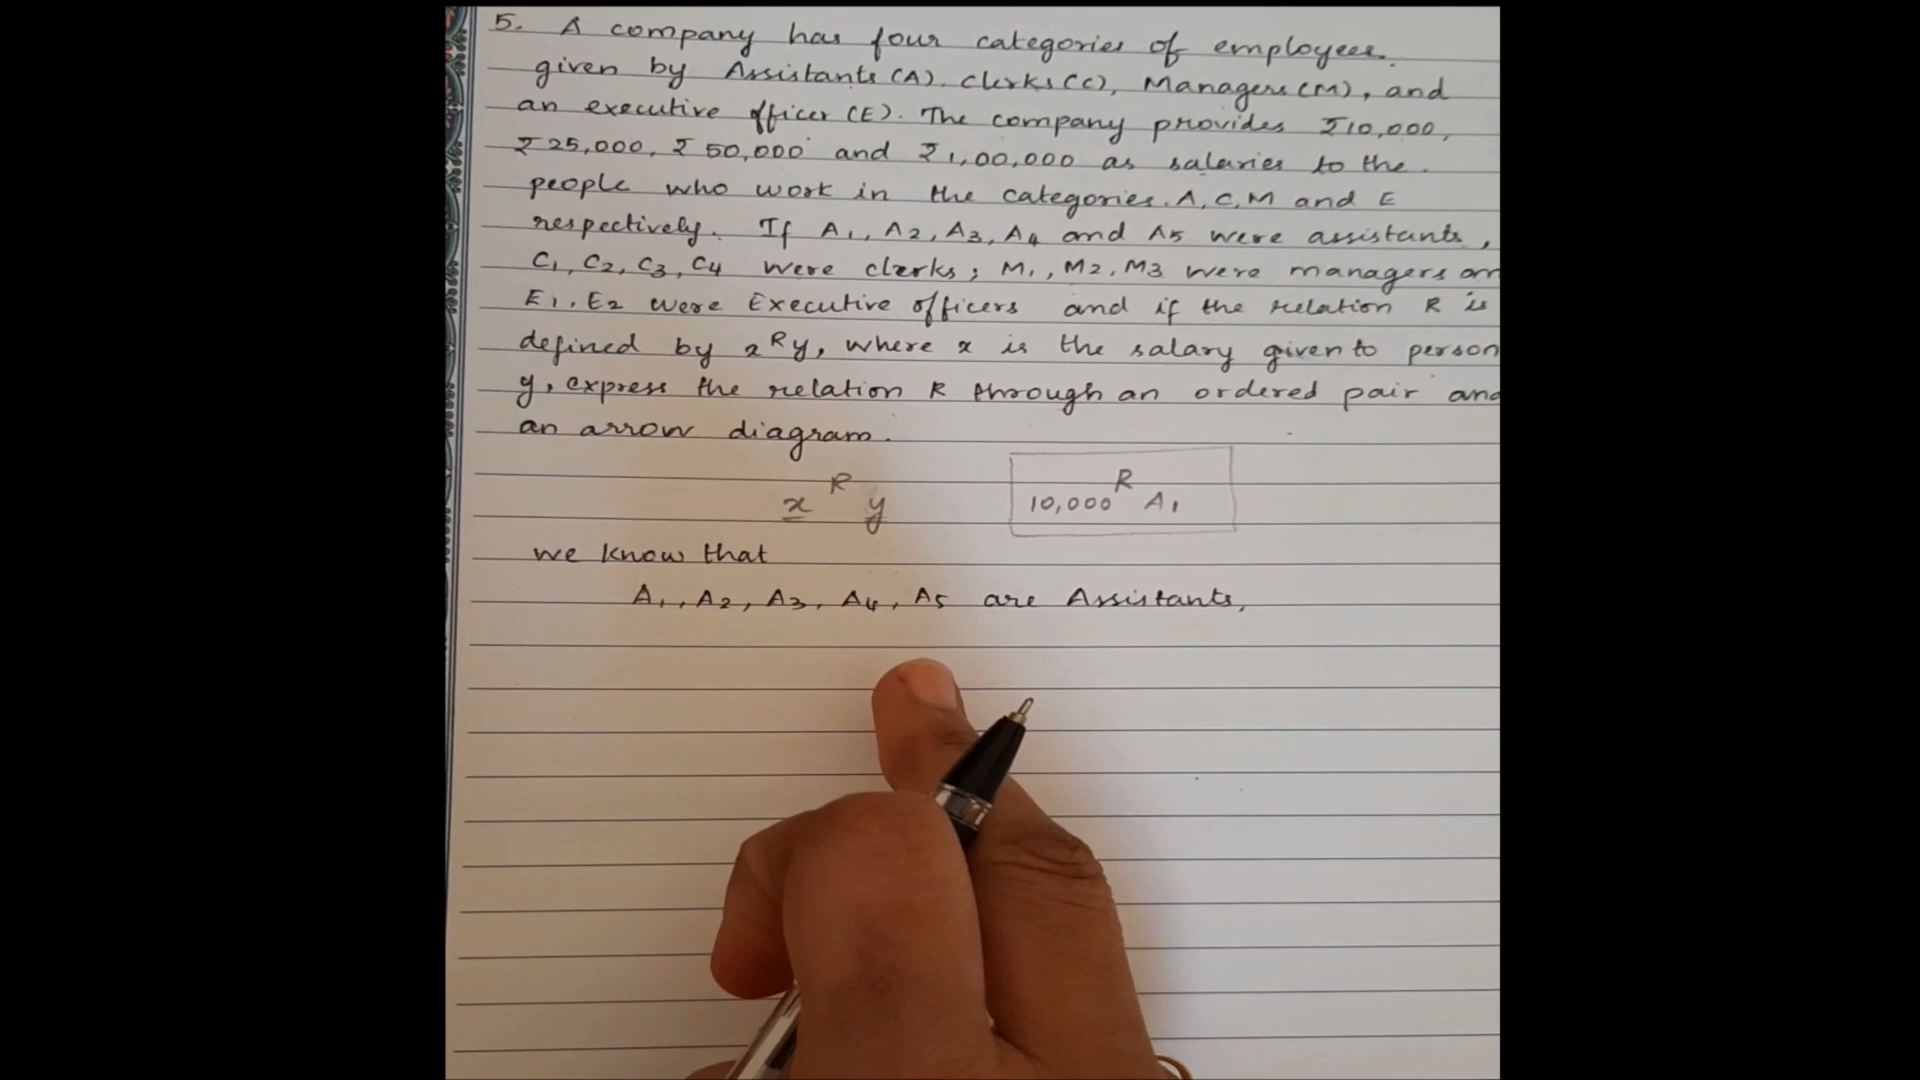 5. A company has four categories of employees.
given by Assistants (A), Clerks (C), Managers (M), and
an executive officer (E). The company provides ₹10,000,
₹25,000, ₹50,000 and ₹1,00,000 as salaries to the.
people who work in the categories. A, C, M and E
respectively. If A1, A2, A3, A4 and A5 were assistants,
C1, C2, C3, C4 were clerks; M1, M2, M3 were managers an
E1, E2 were Executive officers and if the relation R is
defined by xRy, where x is the salary given to person
y, express the relation R through an ordered pair and
an arrow diagram.
x R y 10,000 R A1
we know that
A1, A2, A3, A4, A5 are Assistants,